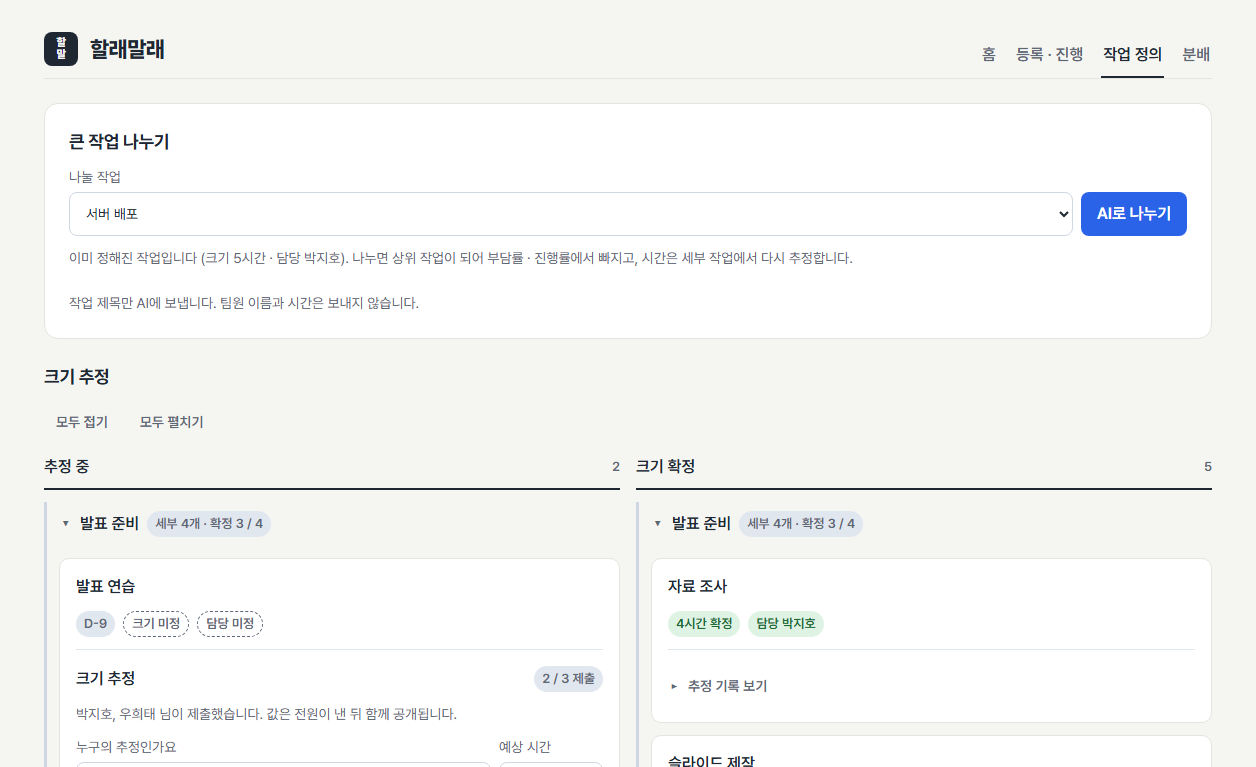 할말
할래말래
홈 등록 · 진행 작업 정의 분배
큰 작업 나누기
나눌 작업
서버 배포
AI로 나누기
이미 정해진 작업입니다 (크기 5시간 · 담당 박지호). 나누면 상위 작업이 되어 부담률 · 진행률에서 빠지고, 시간은 세부 작업에서 다시 추정합니다.
작업 제목만 AI에 보냅니다. 팀원 이름과 시간은 보내지 않습니다.
크기 추정
모두 접기 모두 펼치기
추정 중 2
발표 준비 세부 4개 · 확정 3 / 4
발표 연습
D-9 크기 미정 담당 미정
크기 추정 2 / 3 제출
박지호, 우희태 님이 제출했습니다. 값은 전원이 낸 뒤 함께 공개됩니다.
누구의 추정인가요 예상 시간
크기 확정 5
발표 준비 세부 4개 · 확정 3 / 4
자료 조사
4시간 확정 담당 박지호
추정 기록 보기
슬라이드 제작